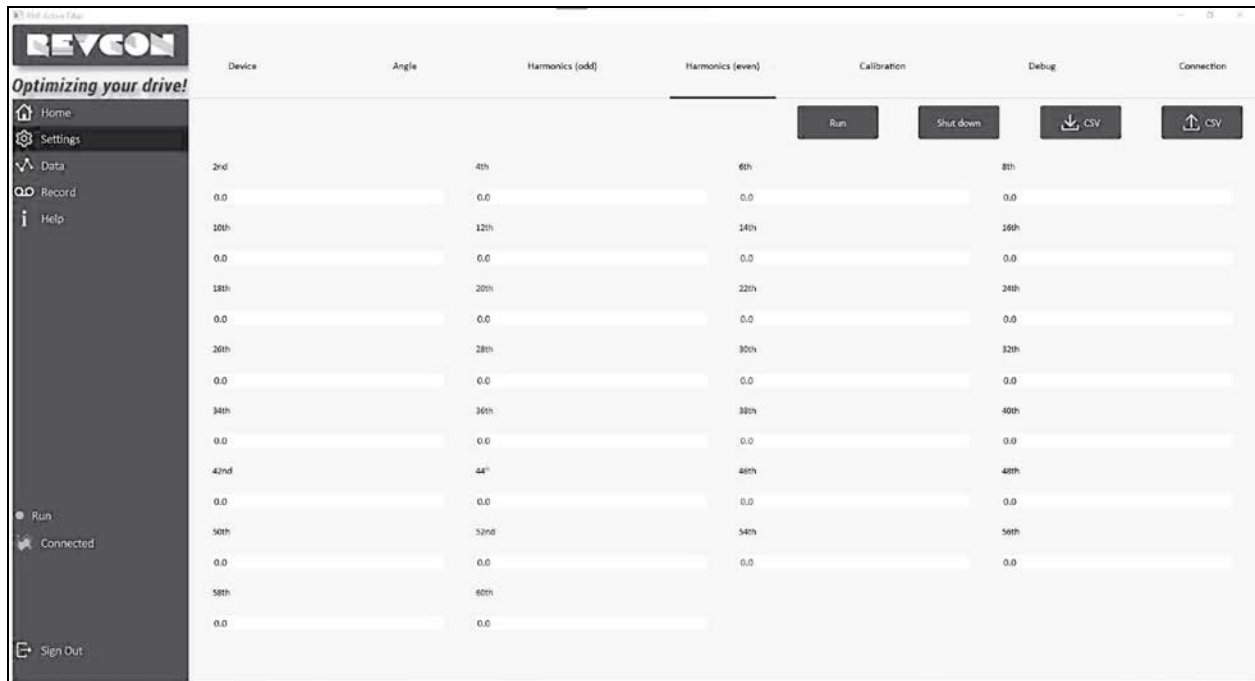 RHF Active Filter
REVCON
Optimizing your drive!
Home
Settings
Data
Record
Help
Run
Connected
Sign Out
Device Angle Harmonics (odd) Harmonics (even) Calibration Debug Connection
Run Shut down CSV CSV
2nd 4th 6th 8th
0.0 0.0 0.0 0.0
10th 12th 14th 16th
0.0 0.0 0.0 0.0
18th 20th 22th 24th
0.0 0.0 0.0 0.0
26th 28th 30th 32th
0.0 0.0 0.0 0.0
34th 36th 38th 40th
0.0 0.0 0.0 0.0
42nd 44th 46th 48th
0.0 0.0 0.0 0.0
50th 52nd 54th 56th
0.0 0.0 0.0 0.0
58th 60th
0.0 0.0